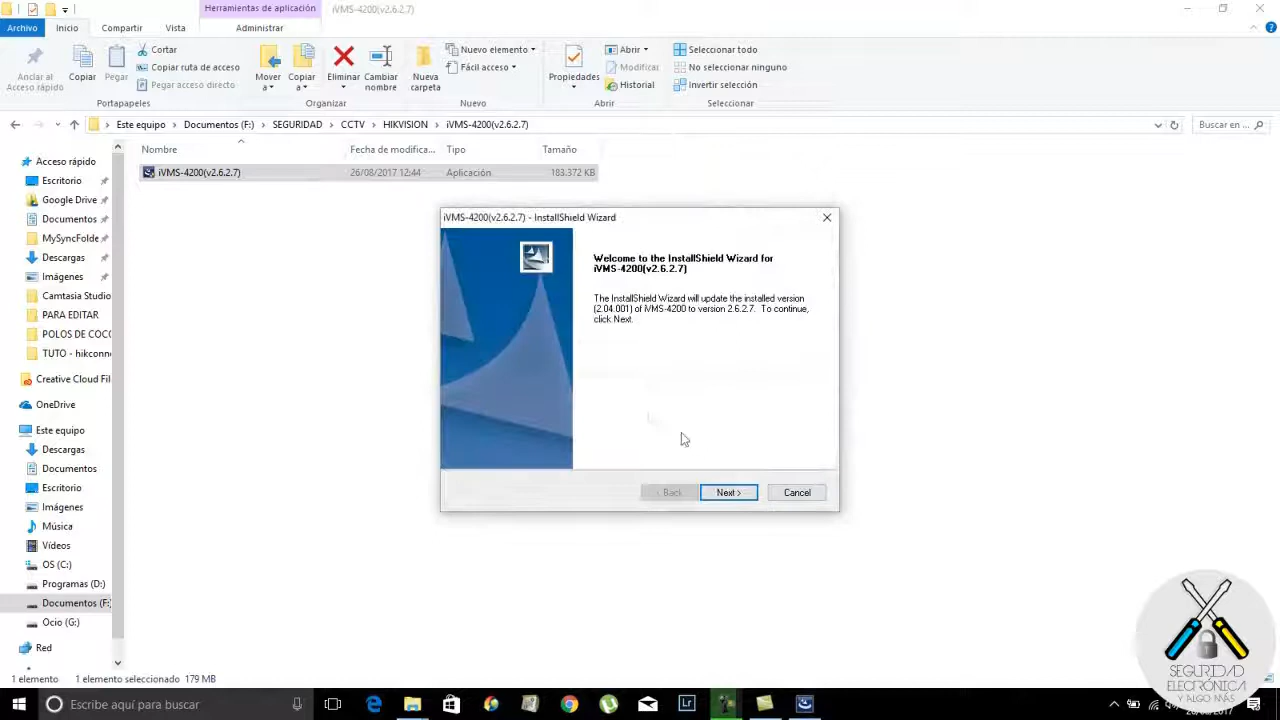 Herramientas de aplicación
iVMS-4200(v2.6.2.7)
Archivo
Inicio
Compartir
Vista
Administrar
Anclar al
Acceso rápido
Copiar
Pegar
Cortar
Copiar ruta de acceso
Pegar acceso directo
Mover
a
Copiar
a
Eliminar
Cambiar
nombre
Nueva
carpeta
Nuevo elemento
Fácil acceso
Propiedades
Abrir
Modificar
Historial
Seleccionar todo
No seleccionar ninguno
Invertir selección
Portapapeles
Organizar
Nuevo
Abrir
Seleccionar
Este equipo
Documentos (F:)
SEGURIDAD
CCTV
HIKVISION
iVMS-4200(v2.6.2.7)
Buscar en ...
Nombre
Fecha de modifica...
Tipo
Tamaño
iVMS-4200(v2.6.2.7)
26/08/2017 12:44
Aplicación
183.372 KB
Acceso rápido
Escritorio
Google Drive
Documentos
MySyncFolde
Descargas
Imágenes
Camtasia Studio
PARA EDITAR
POLOS DE COC
TUTO - hikconn
Creative Cloud Fil
OneDrive
Este equipo
Descargas
Documentos
Escritorio
Imágenes
Música
Vídeos
OS (C:)
Programas (D:)
Documentos (F:
Ocio (G:)
Red
iVMS-4200(v2.6.2.7) - InstallShield Wizard
Welcome to the InstallShield Wizard for
iVMS-4200(v2.6.2.7)
The InstallShield Wizard will update the installed version
(2.04.001) of iVMS-4200 to version 2.6.2.7. To continue,
click Next.
< Back
Next >
Cancel
SEGURIDAD
ELECTRÓNICA
Y ALGO MÁS
1 elemento
1 elemento seleccionado 179 MB
Escribe aquí para buscar